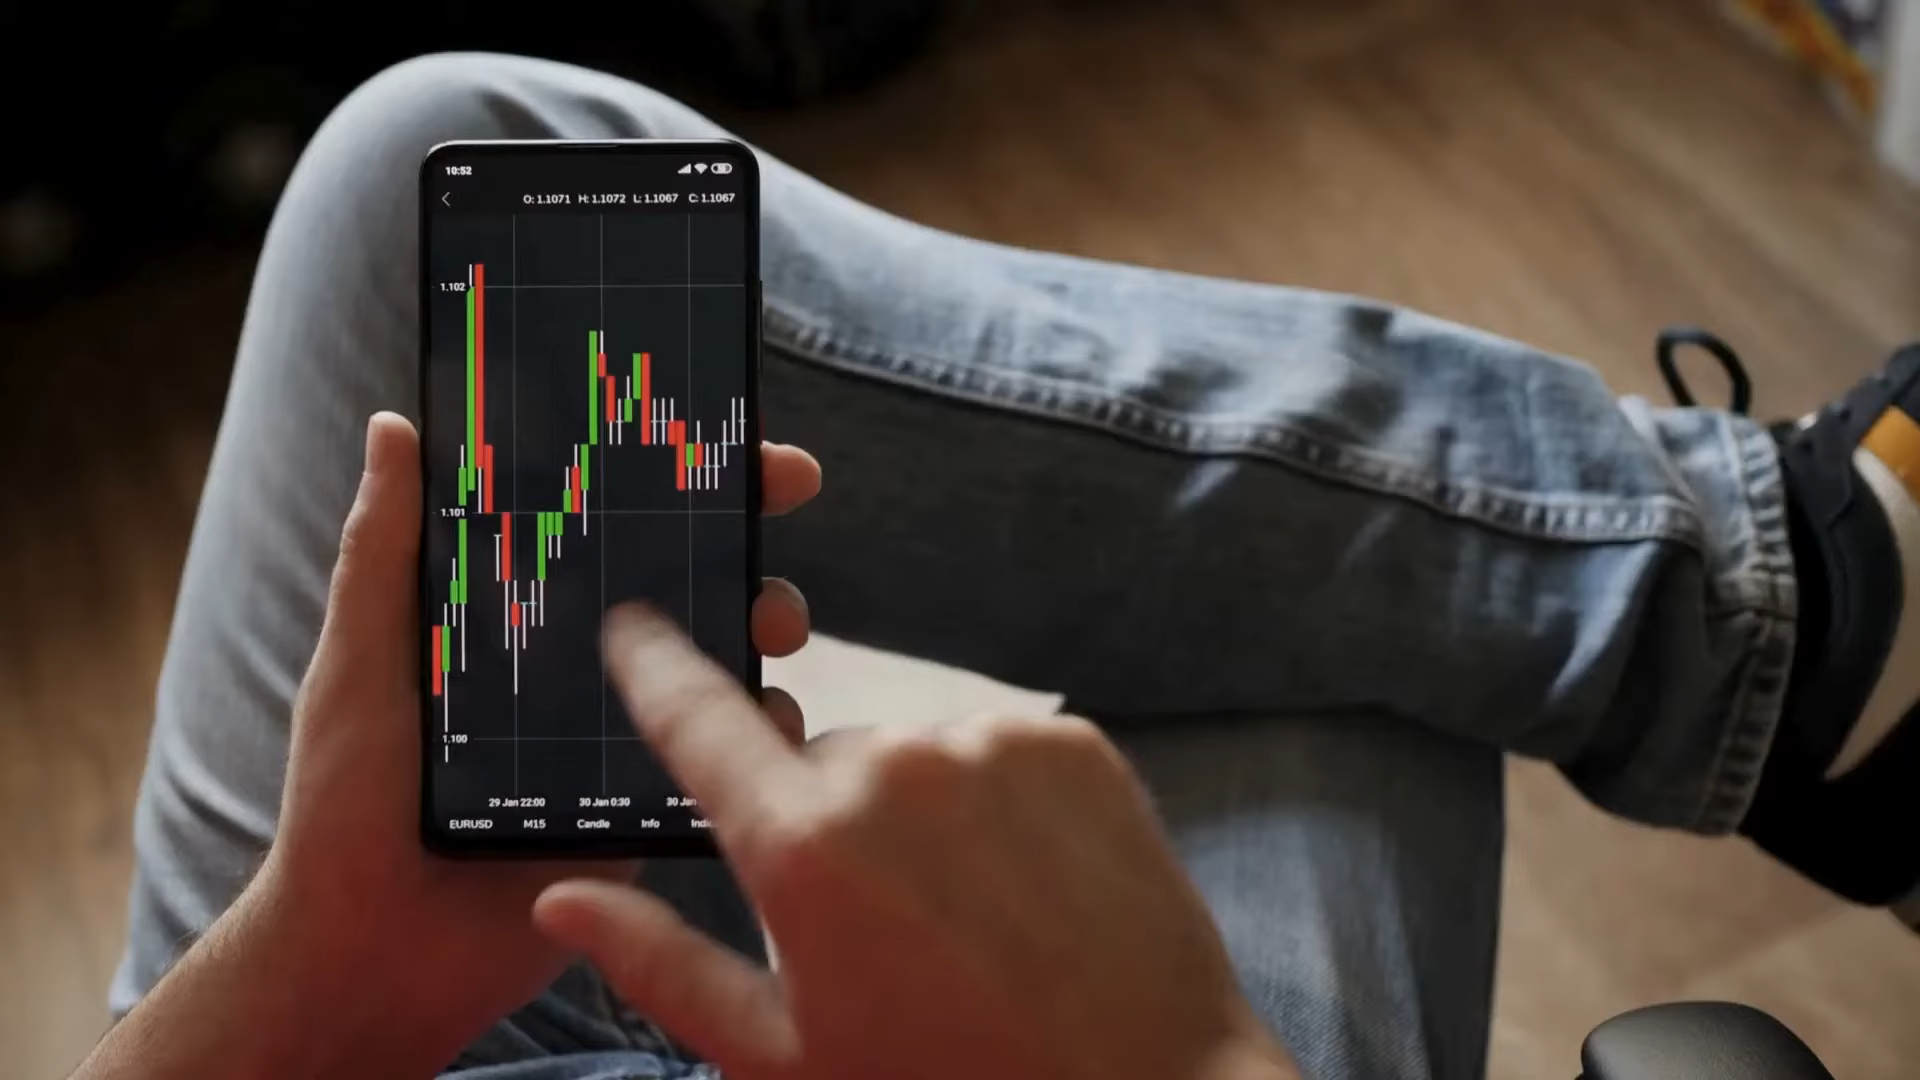 10:52
O: 1.1071 H: 1.1072 L: 1.1067 C: 1.1067
1.102
1.101
1.100
29 Jan 22:00 30 Jan 0:30 30 Jan
EURUSD M15 Candle Info